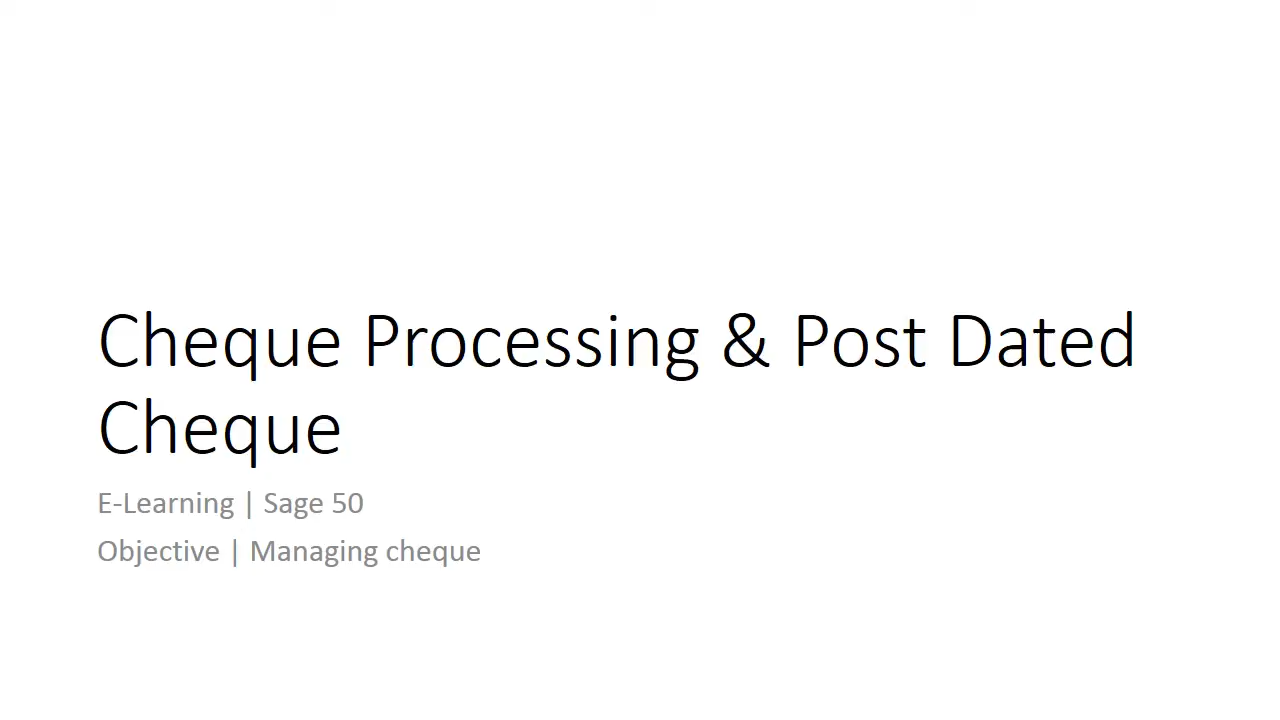 Cheque Processing & Post Dated
Cheque
E-Learning | Sage 50
Objective | Managing cheque